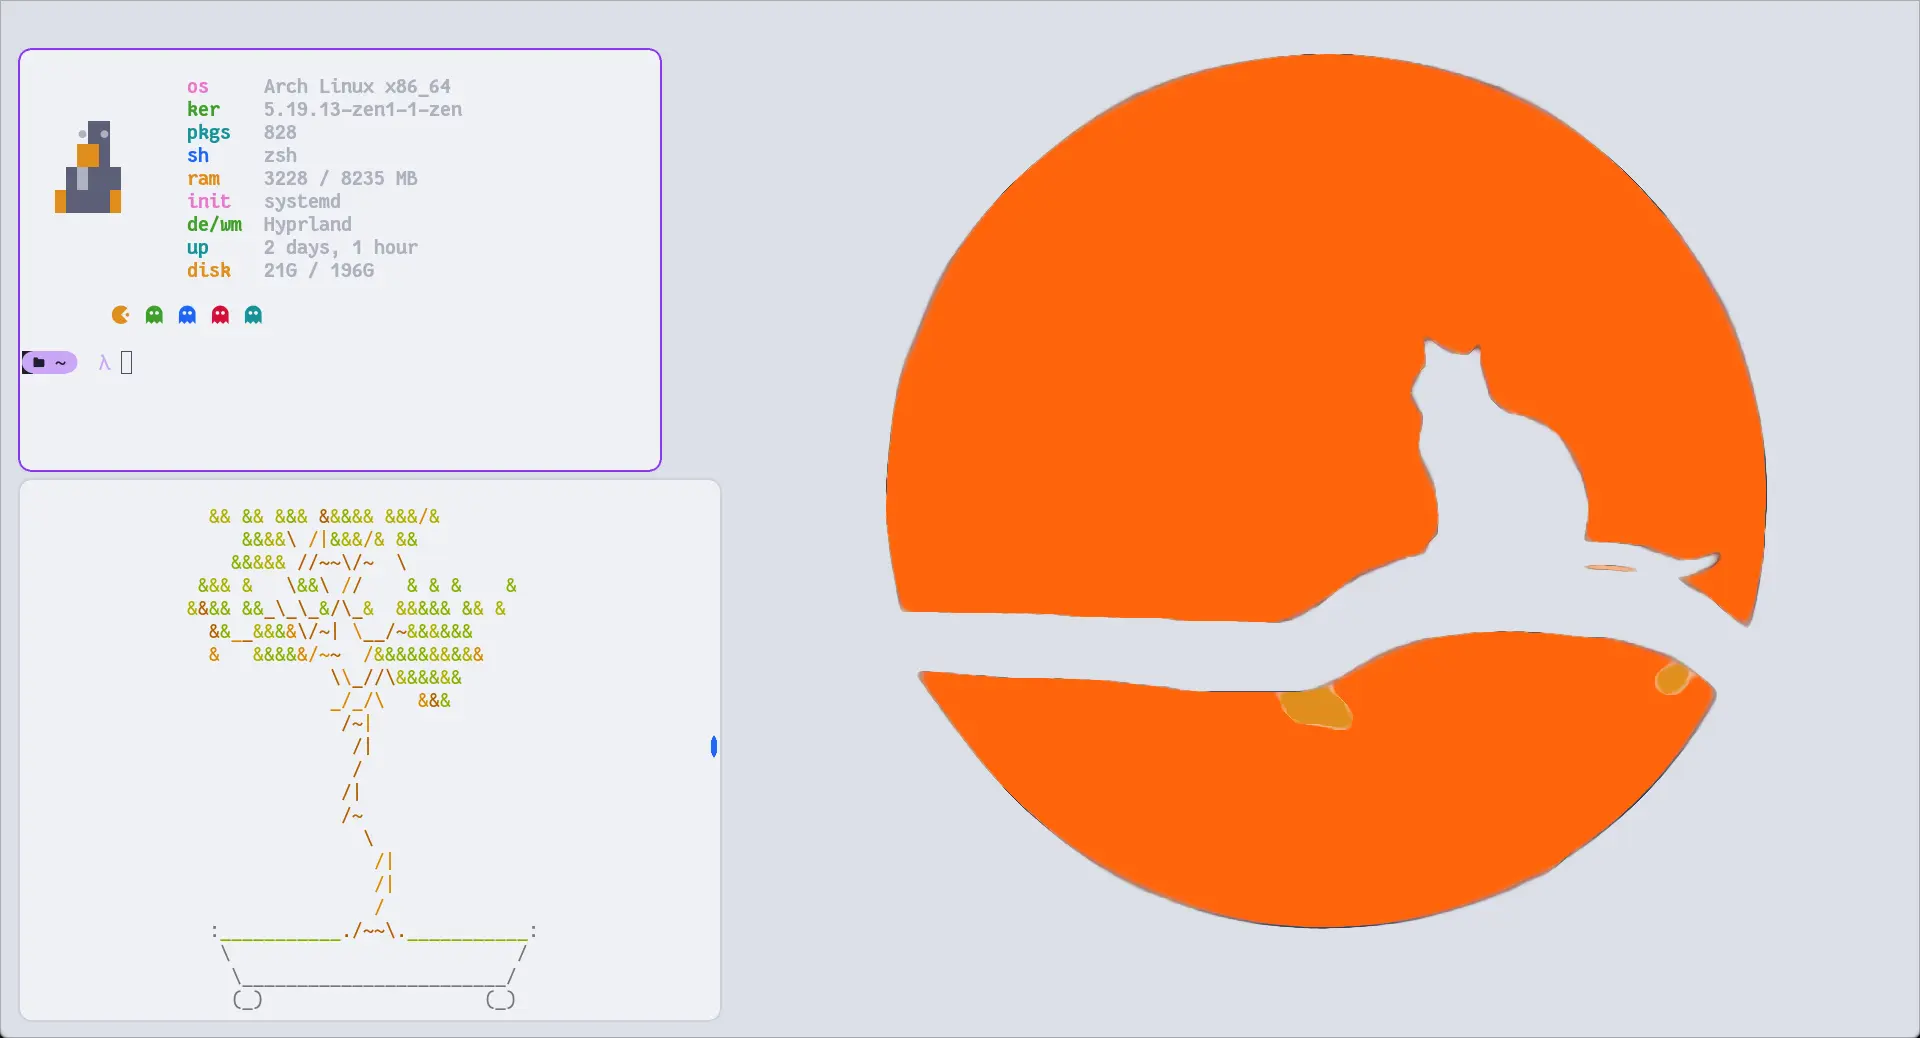 os     Arch Linux x86_64
ker    5.19.13-zen1-1-zen
pkgs   828
sh     zsh
ram    3228 / 8235 MB
init   systemd
de/wm  Hyprland
up     2 days, 1 hour
disk   21G / 196G
~ λ
  && && &&& &&&&& &&&/&
     &&&&\ /|&&&/& &&
    &&&&& //~~\/~  \
 &&& &   \&&\ //    & & &    &
&&&& &&_\_\_&/\_&  &&&&& && &
  &&__&&&&\/~| \__/~&&&&&&
  &   &&&&&/~~  /&&&&&&&&&&
             \\_//\&&&&&&
             _/_/\   &&&
              /~|
               /|
               /
              /|
              /~
                \
                 /|
                 /|
                 /
  :___________./~~\.___________:
   \                          /
    \________________________/
    (_)                    (_)